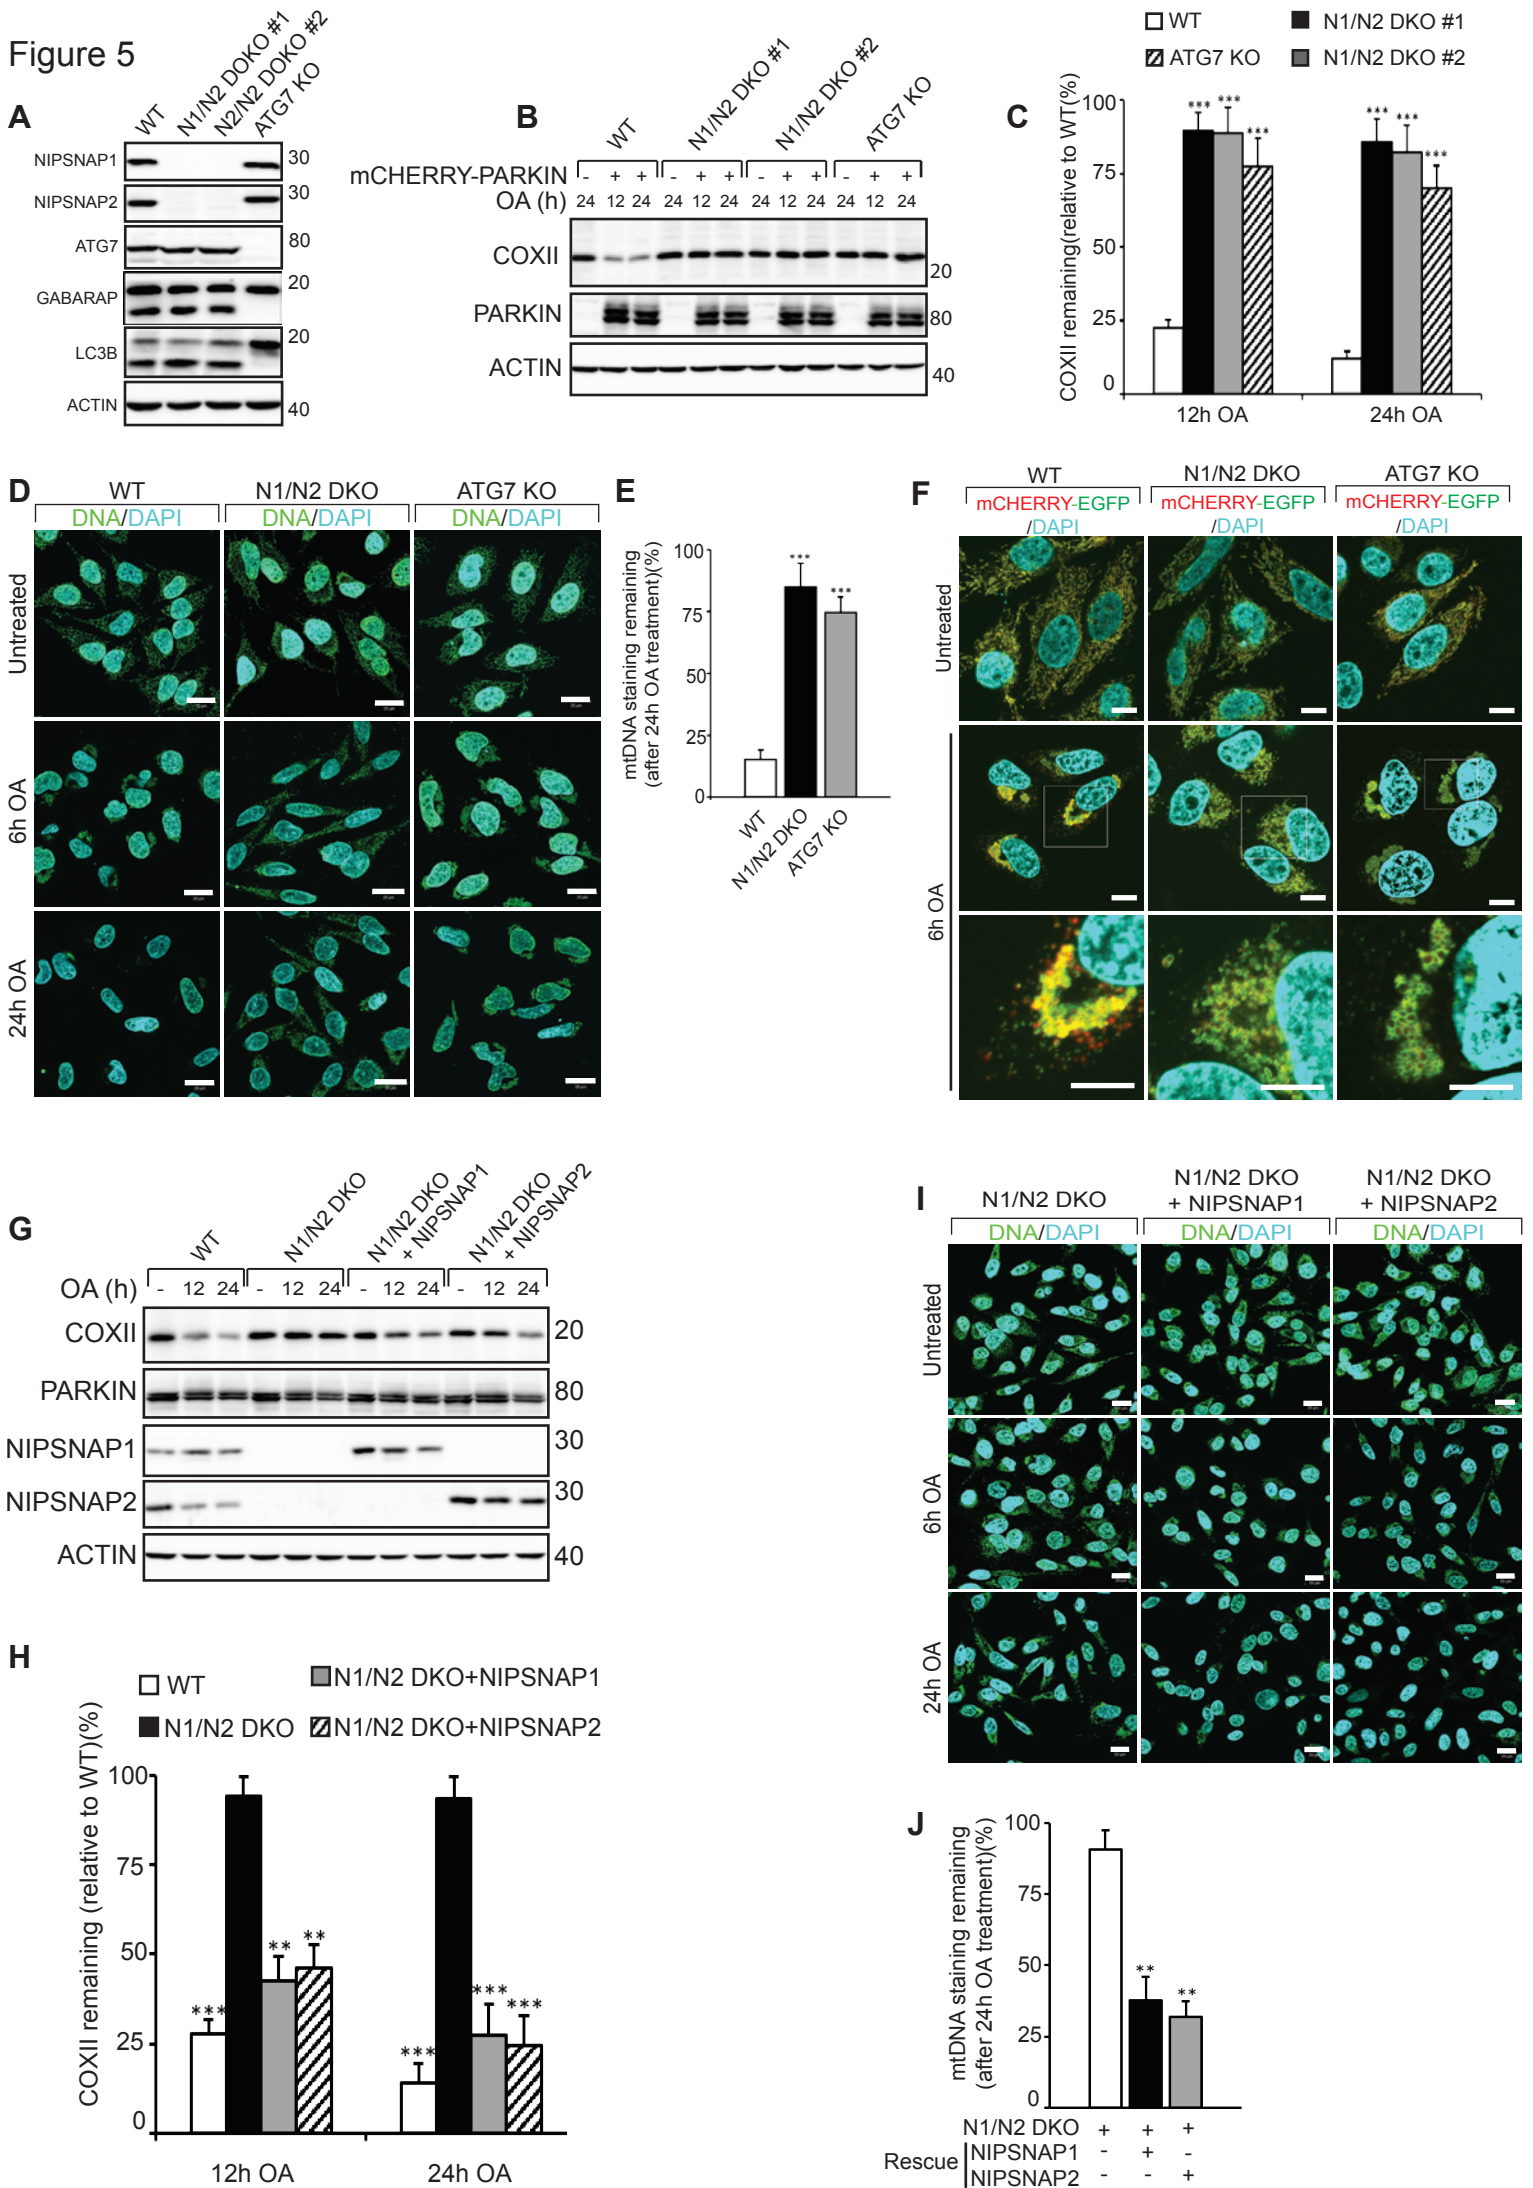 Figure 5
A
WT
N1/N2 DOKO #1
N2/N2 DOKO #2
ATG7 KO
NIPSNAP1 30
NIPSNAP2 30
ATG7 80
GABARAP 20
LC3B 20
ACTIN 40
B
WT
N1/N2 DKO #1
N1/N2 DKO #2
ATG7 KO
mCHERRY-PARKIN - + + - + + - + + - + +
OA (h) 24 12 24 24 12 24 24 12 24 24 12 24
COXII 20
PARKIN 80
ACTIN 40
C
WT
N1/N2 DKO #1
ATG7 KO
N1/N2 DKO #2
COXII remaining(relative to WT(%)
100
75
50
25
0
*** *** ***
*** *** ***
12h OA 24h OA
D
WT N1/N2 DKO ATG7 KO
DNA/DAPI DNA/DAPI DNA/DAPI
Untreated
6h OA
24h OA
E
mtDNA staining remaining
(after 24h OA treatment)(%)
100
75
50
25
0
*** ***
WT
N1/N2 DKO
ATG7 KO
F
WT N1/N2 DKO ATG7 KO
mCHERRY-EGFP mCHERRY-EGFP mCHERRY-EGFP
/DAPI /DAPI /DAPI
Untreated
6h OA
G
WT
N1/N2 DKO
N1/N2 DKO
+ NIPSNAP1
N1/N2 DKO
+ NIPSNAP2
OA (h) - 12 24 - 12 24 - 12 24 - 12 24
COXII 20
PARKIN 80
NIPSNAP1 30
NIPSNAP2 30
ACTIN 40
H
WT
N1/N2 DKO+NIPSNAP1
N1/N2 DKO
N1/N2 DKO+NIPSNAP2
COXII remaining (relative to WT)(%)
100
75
50
25
0
*** ** **
*** *** ***
12h OA 24h OA
I
N1/N2 DKO
N1/N2 DKO
+ NIPSNAP1
N1/N2 DKO
+ NIPSNAP2
DNA/DAPI DNA/DAPI DNA/DAPI
Untreated
6h OA
24h OA
J
mtDNA staining remaining
(after 24h OA treatment)(%)
100
75
50
25
0
** **
N1/N2 DKO + + +
Rescue
NIPSNAP1 - + -
NIPSNAP2 - - +